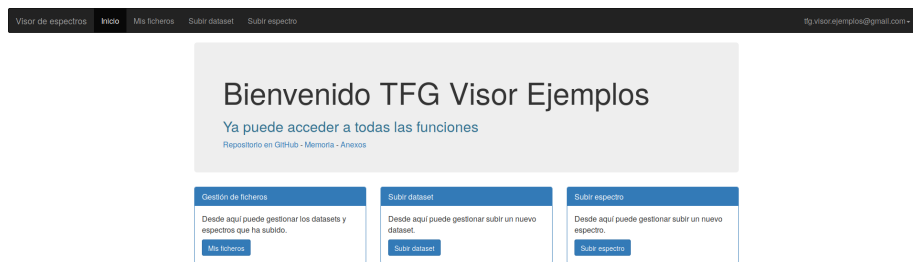 Visor de espectros Inicio Mis ficheros Subir dataset Subir espectro tfg.visor.ejemplos@gmail.com
Bienvenido TFG Visor Ejemplos
Ya puede acceder a todas las funciones
Repositorio en GitHub - Memoria - Anexos
Gestión de ficheros
Desde aquí puede gestionar los datasets y
espectros que ha subido.
Mis ficheros
Subir dataset
Desde aquí puede gestionar subir un nuevo
dataset.
Subir dataset
Subir espectro
Desde aquí puede gestionar subir un nuevo
espectro.
Subir espectro